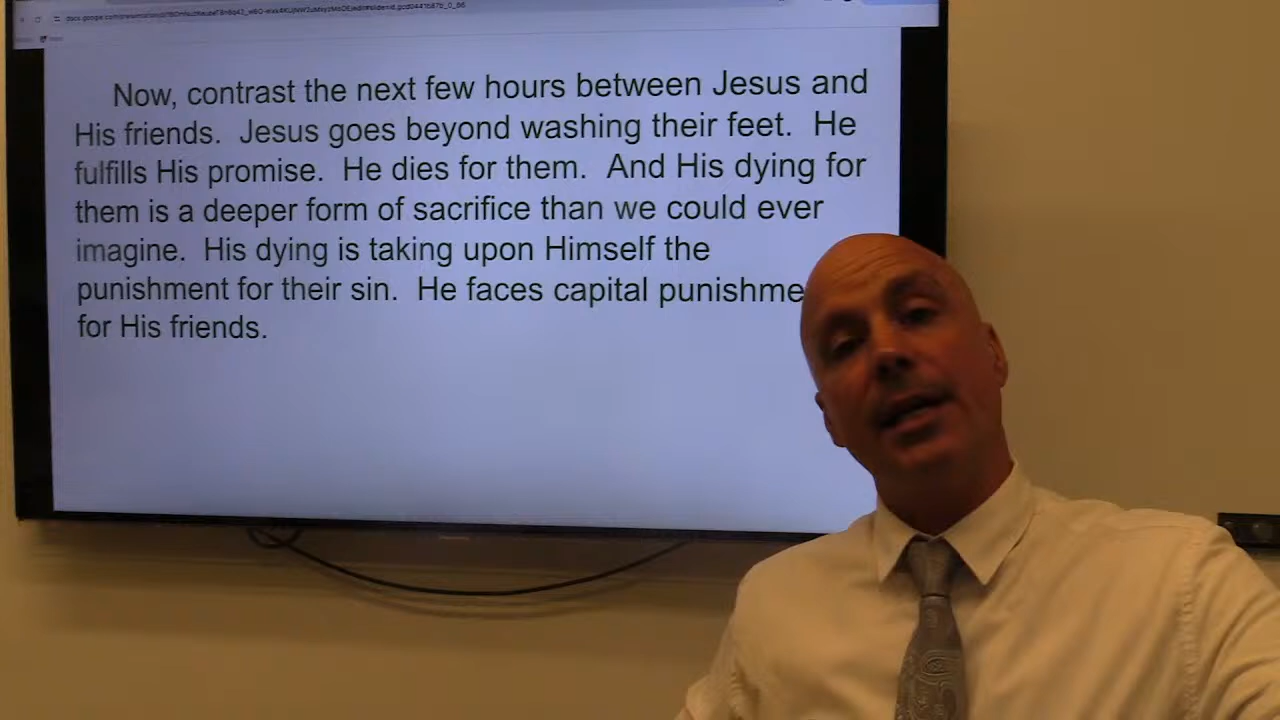 Now, contrast the next few hours between Jesus and
His friends. Jesus goes beyond washing their feet. He
fulfills His promise. He dies for them. And His dying for
them is a deeper form of sacrifice than we could ever
imagine. His dying is taking upon Himself the
punishment for their sin. He faces capital punishme
for His friends.